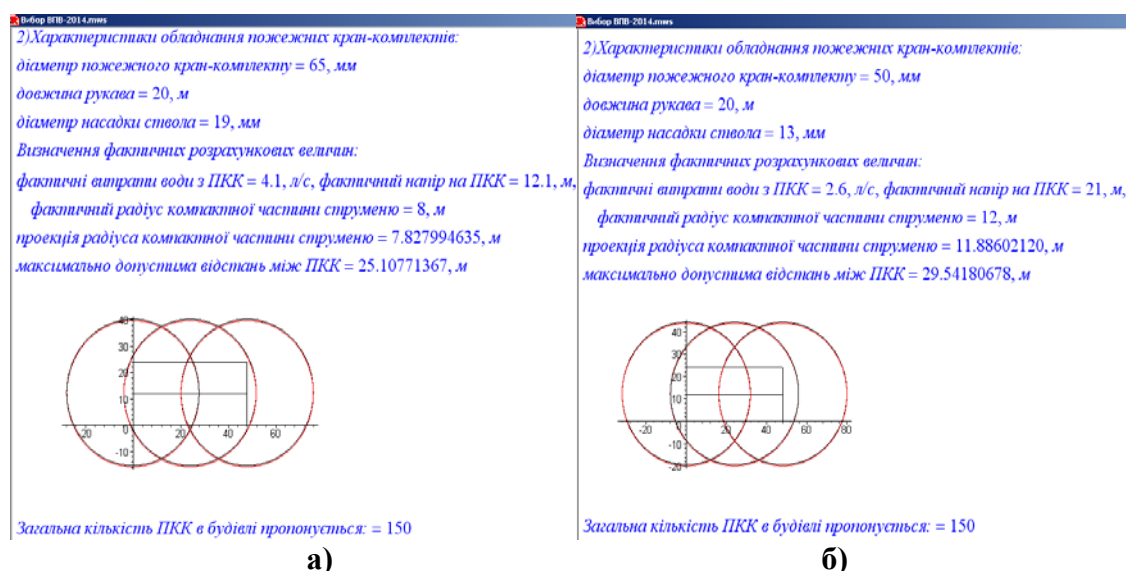 Выбор ВПВ-2014.mws
2)Характеристики обладнання пожежних кран-комплектів:
діаметр пожежного кран-комплекту = 65, мм
довжина рукава = 20, м
діаметр насадки ствола = 19, мм
Визначення фактичних розрахункових величин:
фактичні витрати води з ПКК = 4.1, л/с, фактичний напір на ПКК = 12.1, м,
фактичний радіус компактної частини струменю = 8, м
проекція радіуса компактної частини струменю = 7.827994635, м
максимально допустима відстань між ПКК = 25.10771367, м
40
30
20
10
-20
0
20
40
60
-10
Загальна кількість ПКК в будівлі пропонується: = 150
а)
Выбор ВПВ-2014.mws
2)Характеристики обладнання пожежних кран-комплектів:
діаметр пожежного кран-комплекту = 50, мм
довжина рукава = 20, м
діаметр насадки ствола = 13, мм
Визначення фактичних розрахункових величин:
фактичні витрати води з ПКК = 2.6, л/с, фактичний напір на ПКК = 21, м,
фактичний радіус компактної частини струменю = 12, м
проекція радіуса компактної частини струменю = 11.88602120, м
максимально допустима відстань між ПКК = 29.54180678, м
40
30
20
10
-20
0
20
40
60
80
-10
-20
Загальна кількість ПКК в будівлі пропонується: = 150
б)